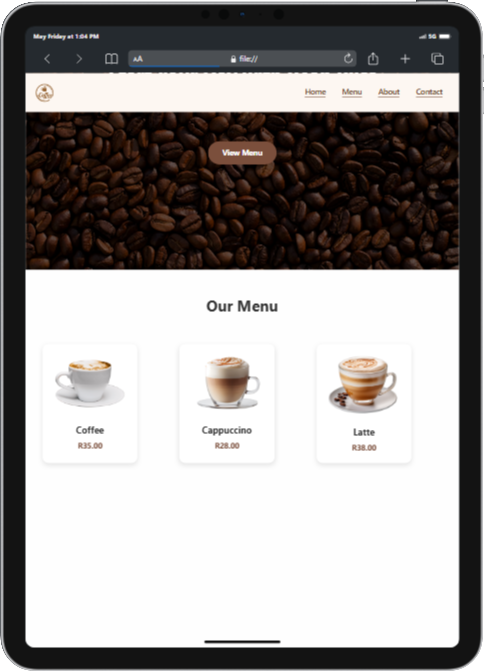 May Friday at 1:04 PM
5G
AA
file://
Home Menu About Contact
View Menu
Our Menu
Coffee Cappuccino Latte
R35.00 R28.00 R38.00